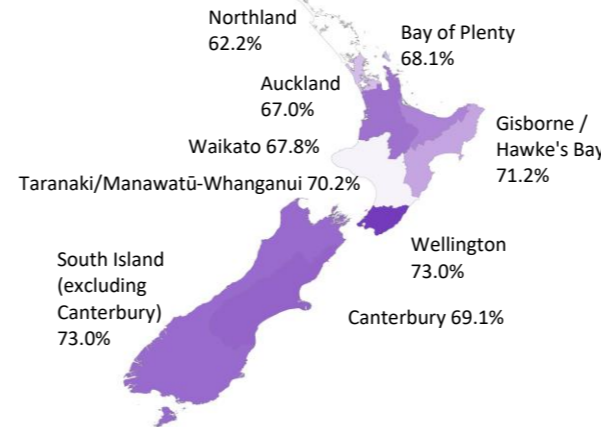 Northland
62.2%
Bay of Plenty
68.1%
Auckland
67.0%
Gisborne /
Hawke's Bay
71.2%
Waikato 67.8%
Taranaki/Manawatū-Whanganui 70.2%
Wellington
73.0%
South Island
(excluding
Canterbury)
73.0%
Canterbury 69.1%